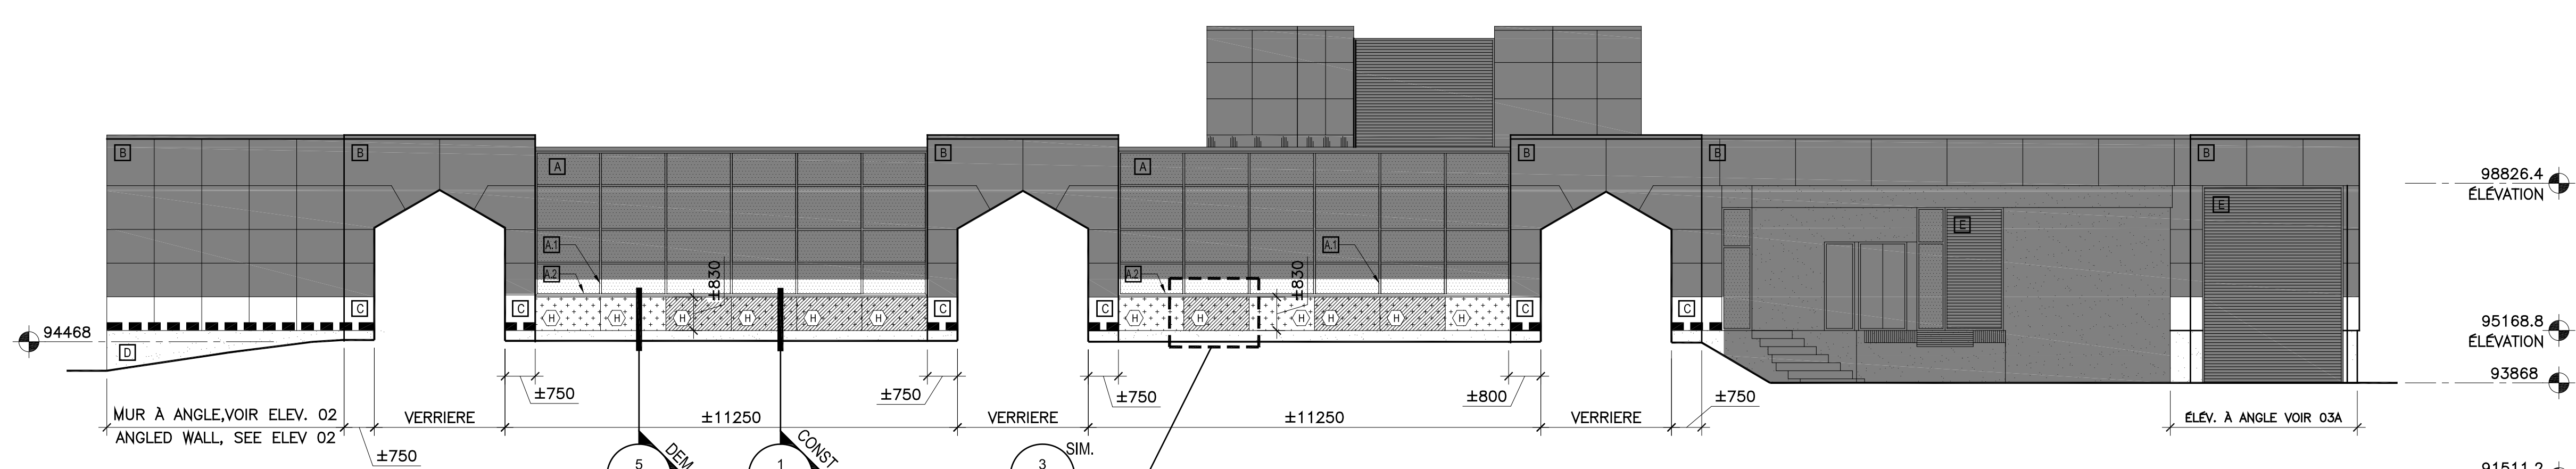 B
B
A
B
A
B
B
B
98826.4
ÉLÉVATION
E
E
A.1
A.2
±830
A.1
A.2
±830
C
C
C
C
C
C
H
H
H
H
H
H
H
H
H
H
H
H
94468
D
95168.8
ÉLÉVATION
93868
±750
±750
±750
±800
±750
MUR À ANGLE,VOIR ELEV. 02
ANGLED WALL, SEE ELEV 02
VERRIERE
±11250
VERRIERE
±11250
VERRIERE
ÉLÉV. À ANGLE VOIR 03A
±750
5
DEM
1
CONST
3
SIM.
91511.2